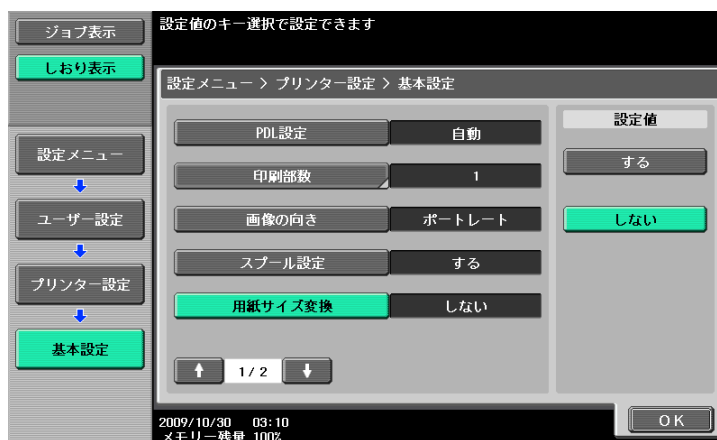 ジョブ表示
設定値のキー選択で設定できます
しおり表示
設定メニュー > プリンター設定 > 基本設定
設定メニュー
ユーザー設定
プリンター設定
基本設定
PDL設定 自動
印刷部数 1
画像の向き ポートレート
スプール設定 する
用紙サイズ変換 しない
1/2
設定値
する
しない
2009/10/30 03:10
メモリー残量 100%
OK